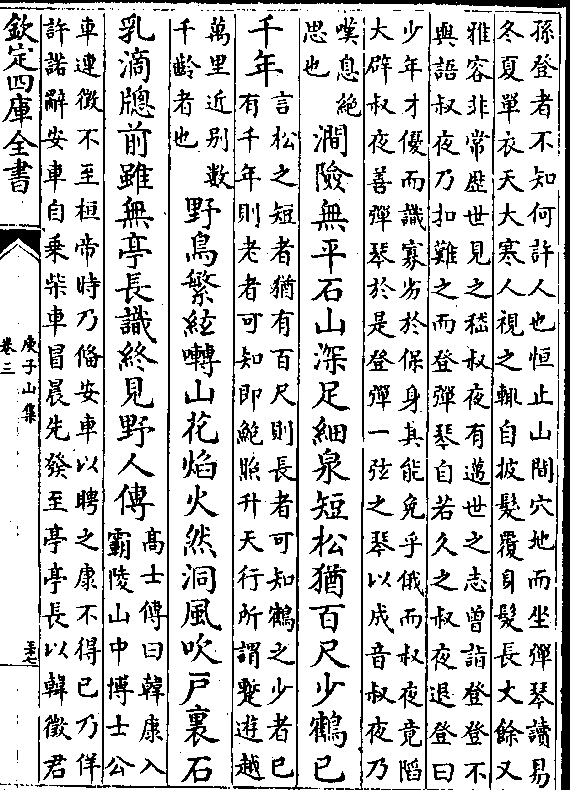 孫登者不知何許人也恒止山間穴地而坐彈琴讀易
冬夏單衣天大寒人視之輒自披髮覆身髮長丈餘又
雅容非常歴世見之嵇叔夜有邁世之志曽詣登登不
與語叔夜乃扣難之而登彈琴自若久之叔夜退登曰
少年才優而識寡劣於保身其能免乎俄而叔夜竟陷
大辟叔夜善彈琴於是登彈一弦之琴以成音叔夜乃
嘆息絶
思也
澗險無平石山深足細泉短松猶百尺少鶴已
千年
言松之短者猶有百尺則長者可知鶴之少者已
有千年則老者可知即鮑照升天行所謂蹔遊越
萬里近别數
千齡者也
野鳥繁絃囀山花焰火然洞風吹戸裏石
乳滴牕前雖無亭長識終見野人傳
髙士傳曰韓康入
霸陵山中博士公
車連徵不至桓帝時乃俻安車以聘之康不得已乃佯
許諾辭安車自乗柴車冒晨先發至亭亭長以韓徵君
欽定四庫全書
庾子山集
卷三
五七